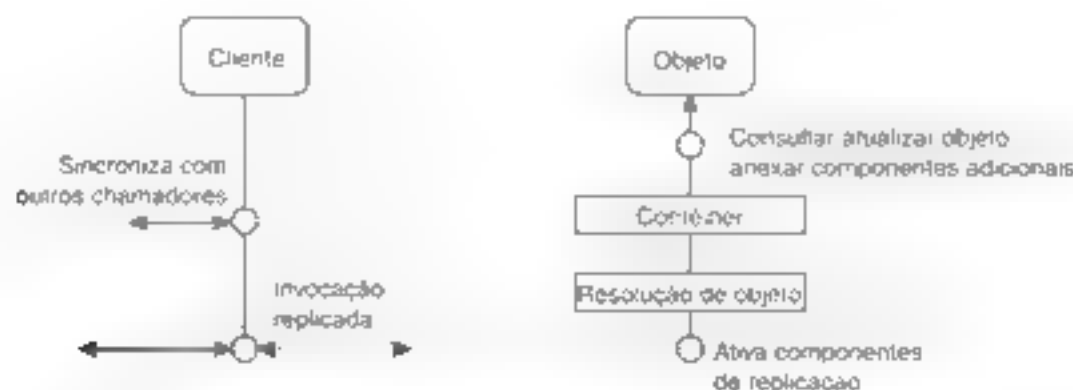 Cliente
Sincroniza com
outros chamadores
Invocação
replicada
Objeto
Consultar atualizar objeto
anexar componentes adicionais
Contêiner
Resolução de objeto
Ativa componentes
da replicação